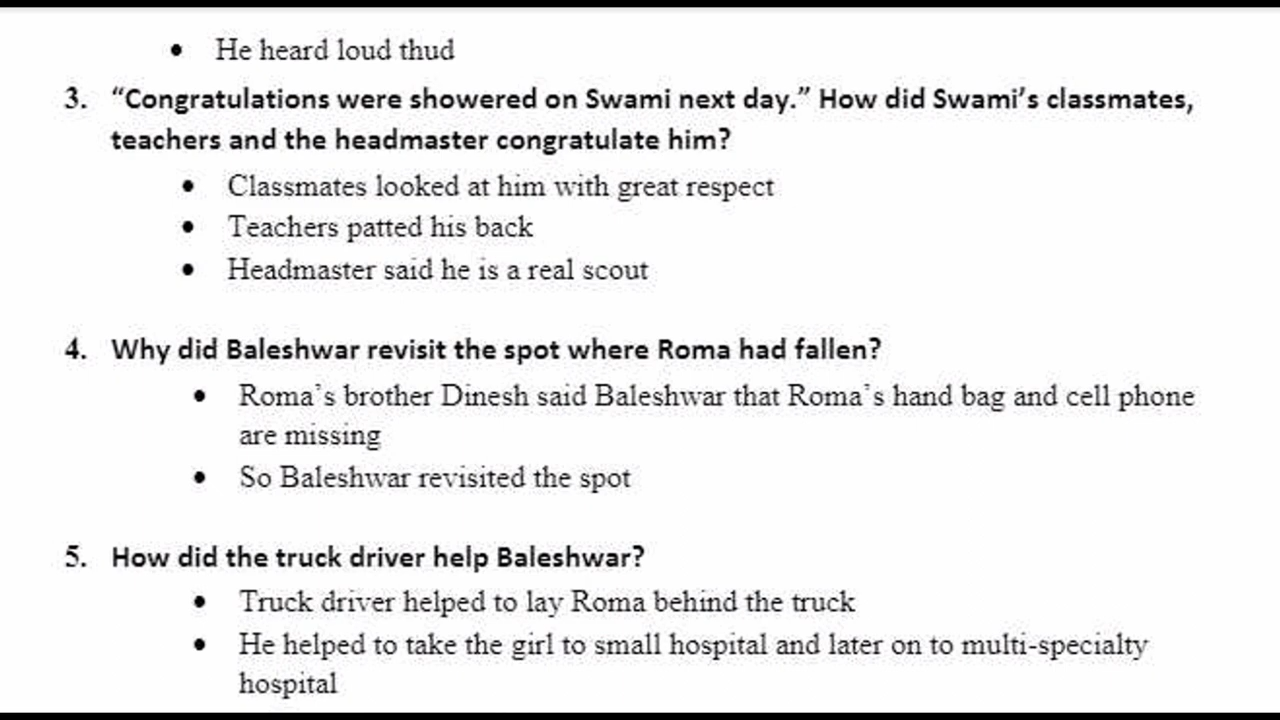 • He heard loud thud
3. “Congratulations were showered on Swami next day.” How did Swami’s classmates,
teachers and the headmaster congratulate him?
• Classmates looked at him with great respect
• Teachers patted his back
• Headmaster said he is a real scout
4. Why did Baleshwar revisit the spot where Roma had fallen?
• Roma’s brother Dinesh said Baleshwar that Roma’s hand bag and cell phone
are missing
• So Baleshwar revisited the spot
5. How did the truck driver help Baleshwar?
• Truck driver helped to lay Roma behind the truck
• He helped to take the girl to small hospital and later on to multi-specialty
hospital